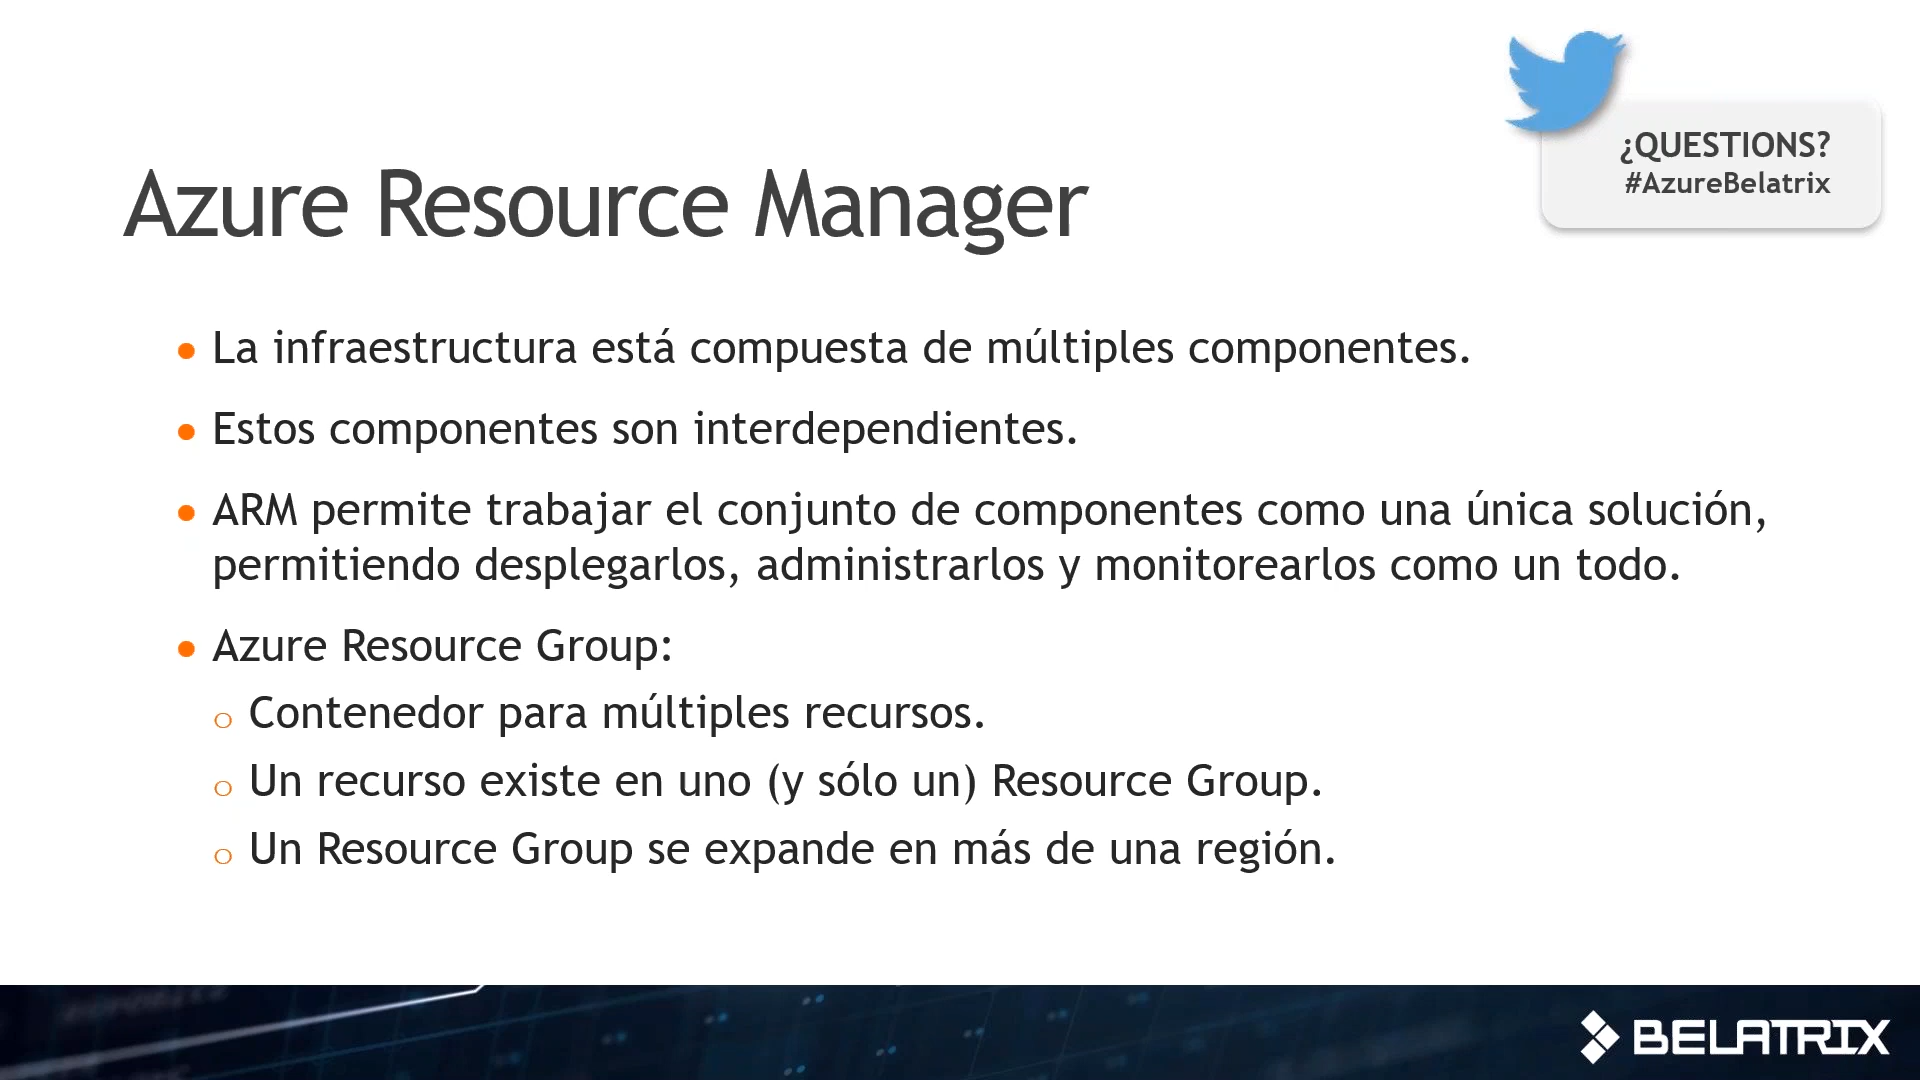 ¿QUESTIONS?
#AzureBelatrix
Azure Resource Manager
La infraestructura está compuesta de múltiples componentes.
Estos componentes son interdependientes.
ARM permite trabajar el conjunto de componentes como una única solución,
permitiendo desplegarlos, administrarlos y monitorearlos como un todo.
Azure Resource Group:
Contenedor para múltiples recursos.
Un recurso existe en uno (y sólo un) Resource Group.
Un Resource Group se expande en más de una región.
BELATRIX